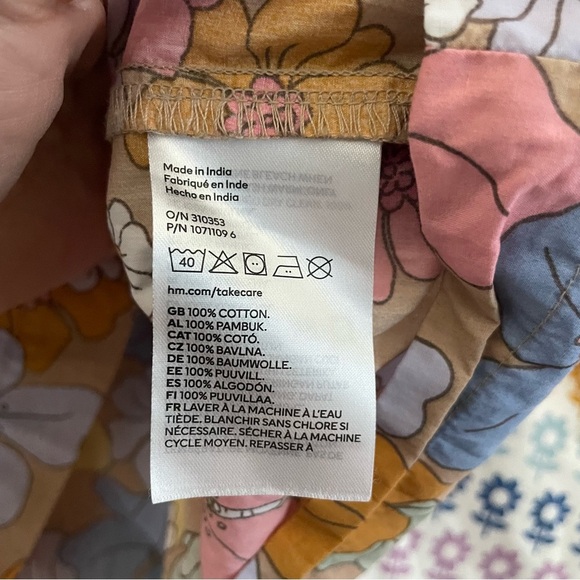 Made in India
Fabriqué en Inde
Hecho en India
O/N 310353
P/N 1071109 6
40
hm.com/takecare
GB 100% COTTON.
AL 100% PAMBUK.
CAT 100% COTÓ.
CZ 100% BAVLNA.
DE 100% BAUMWOLLE.
EE 100% PUUVILL.
ES 100% ALGODÓN.
FI 100% PUUVILLAA.
FR LAVER À LA MACHINE À L'EAU
TIÈDE, BLANCHIR SANS CHLORE SI
NÉCESSAIRE, SÉCHER À LA MACHINE
CYCLE MOYEN, REPASSER À